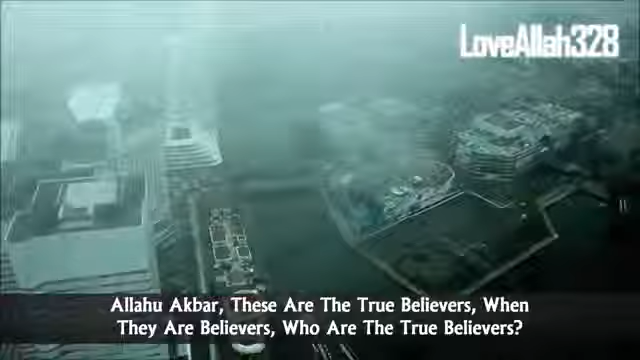 LoveAllah328
Allahu Akbar, These Are The True Believers, When
They Are Believers, Who Are The True Believers?